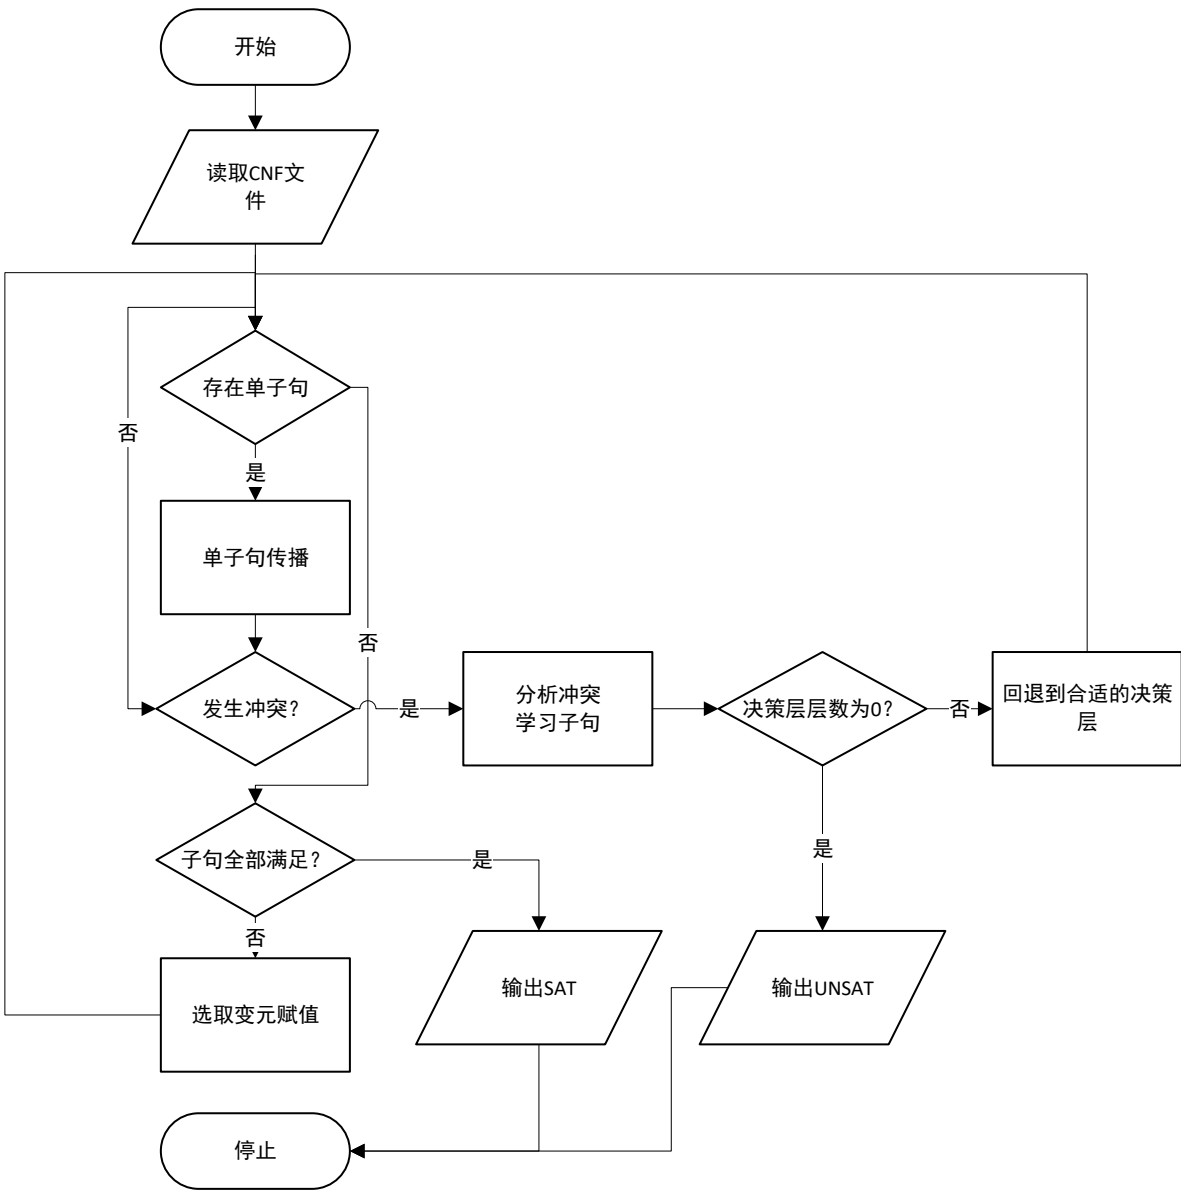 开始
读取CNF文
件
存在单子句
否
是
单子句传播
否
发生冲突？
是
分析冲突
学习子句
决策层层数为0？
否
回退到合适的决策
层
子句全部满足？
是
是
否
选取变元赋值
输出SAT
输出UNSAT
停止